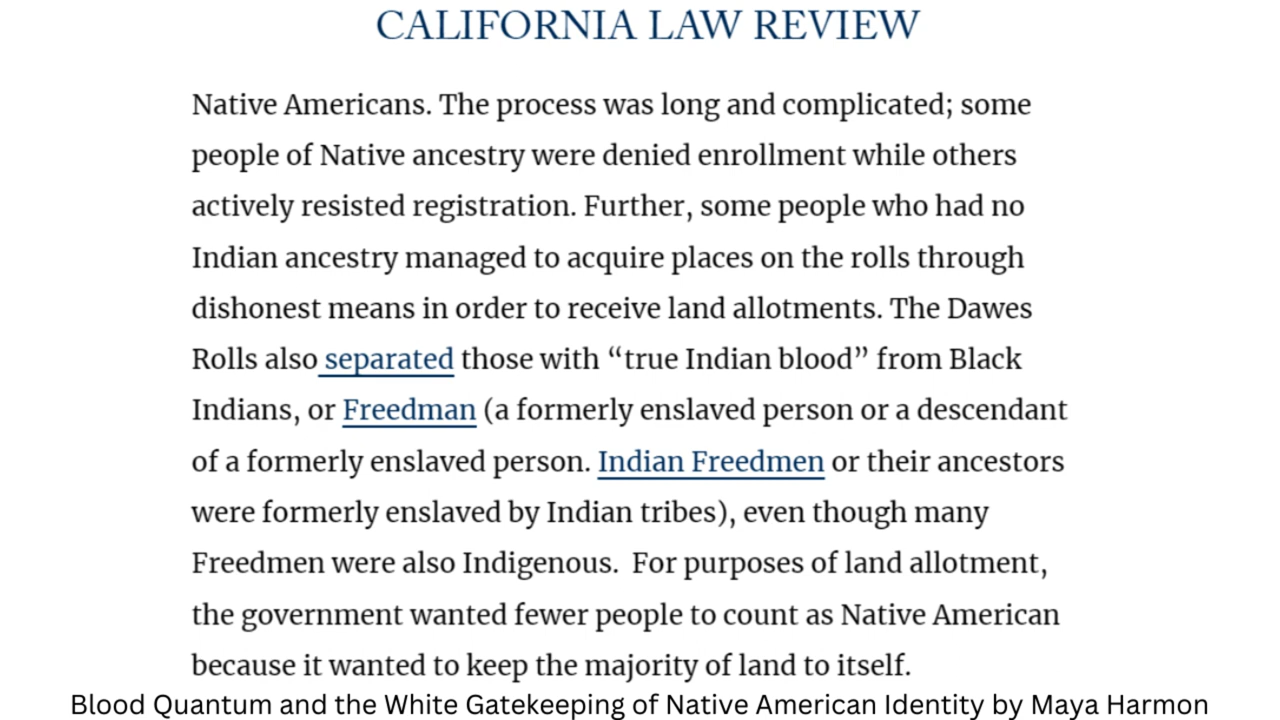 CALIFORNIA LAW REVIEW
Native Americans. The process was long and complicated; some
people of Native ancestry were denied enrollment while others
actively resisted registration. Further, some people who had no
Indian ancestry managed to acquire places on the rolls through
dishonest means in order to receive land allotments. The Dawes
Rolls also separated those with “true Indian blood” from Black
Indians, or Freedman (a formerly enslaved person or a descendant
of a formerly enslaved person. Indian Freedmen or their ancestors
were formerly enslaved by Indian tribes), even though many
Freedmen were also Indigenous.  For purposes of land allotment,
the government wanted fewer people to count as Native American
because it wanted to keep the majority of land to itself.
Blood Quantum and the White Gatekeeping of Native American Identity by Maya Harmon